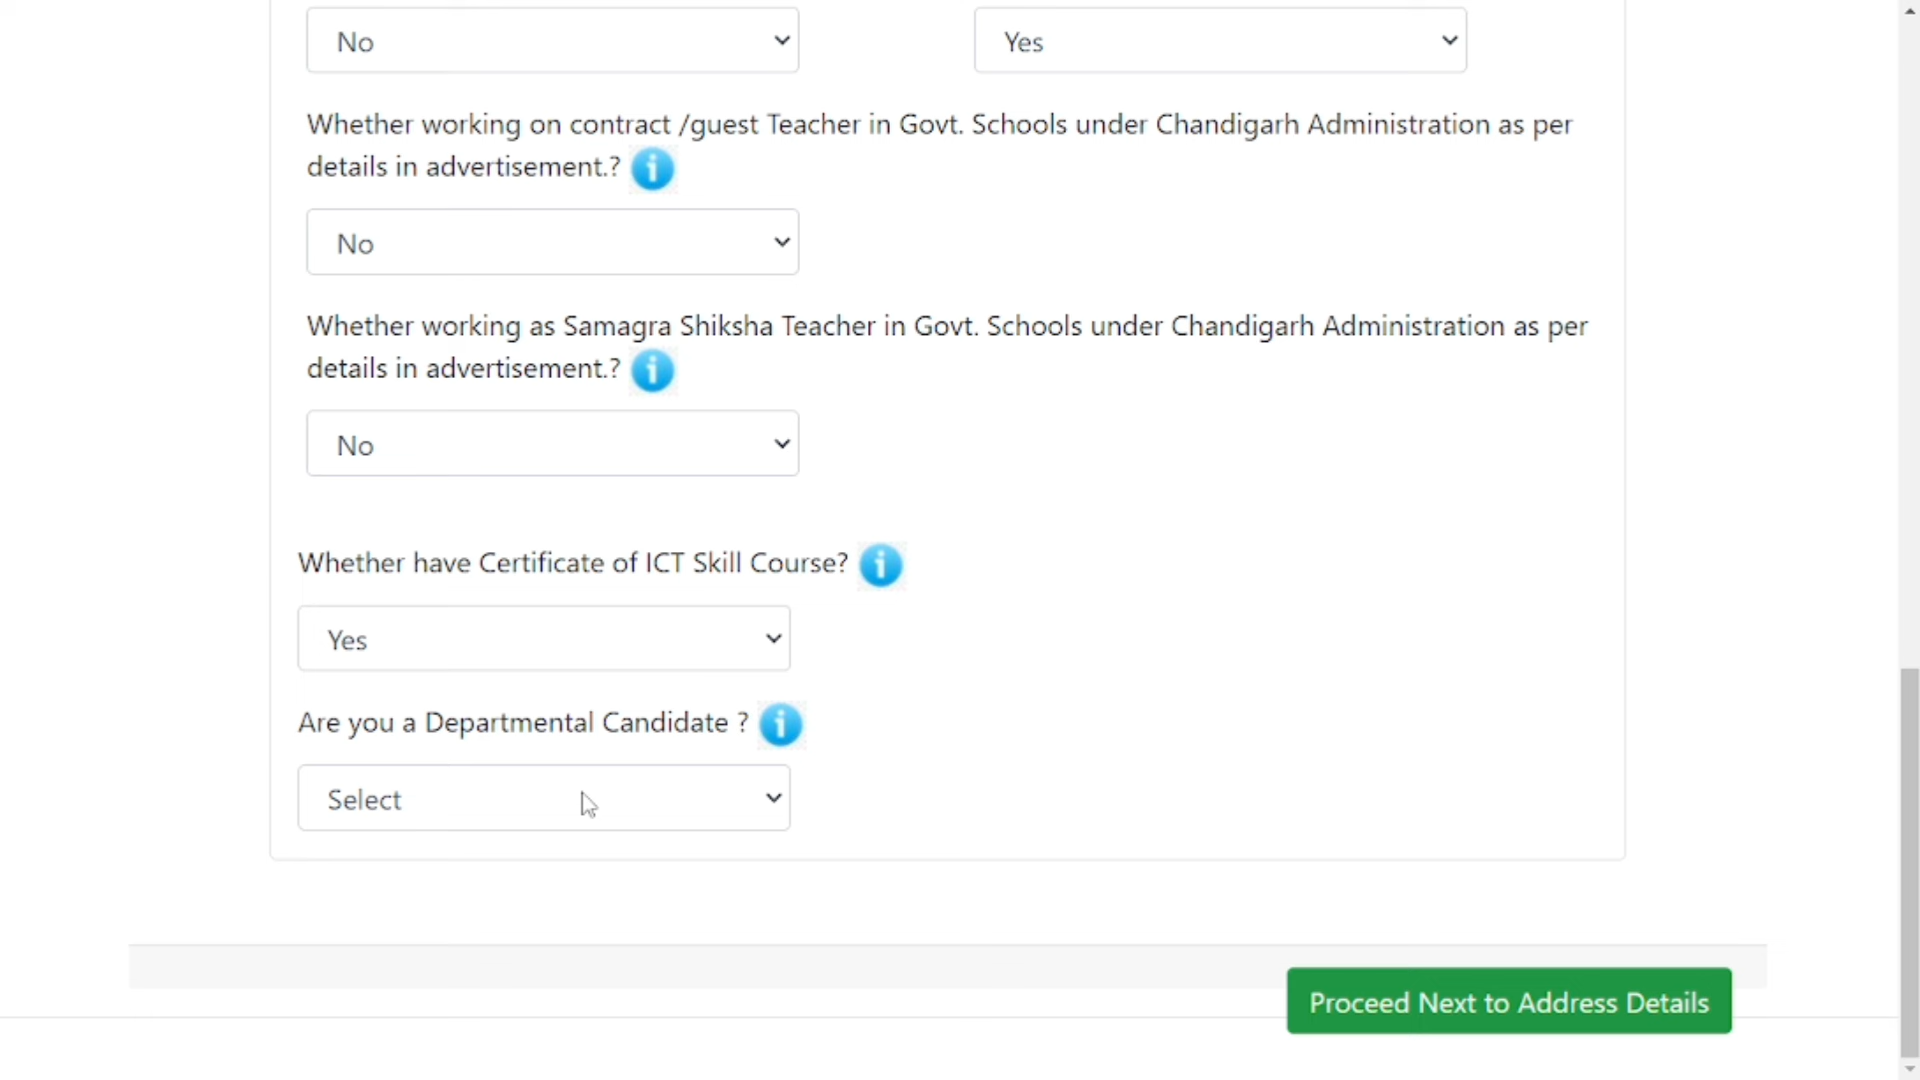 No
Yes
Whether working on contract /guest Teacher in Govt. Schools under Chandigarh Administration as per
details in advertisement.?
No
Whether working as Samagra Shiksha Teacher in Govt. Schools under Chandigarh Administration as per
details in advertisement.?
No
Whether have Certificate of ICT Skill Course?
Yes
Are you a Departmental Candidate ?
Select
Proceed Next to Address Details